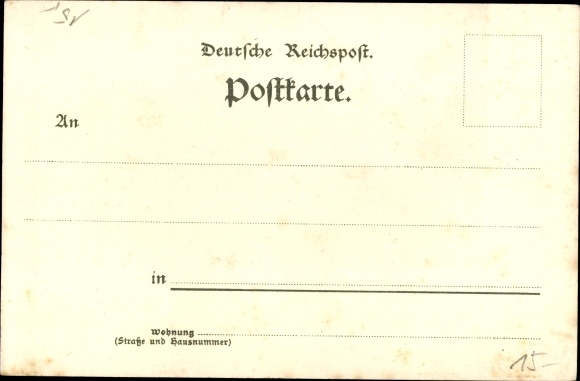 Deutsche Reichspost.
Postkarte.
An
in
Wohnung
(Straße und Hausnummer)
15-